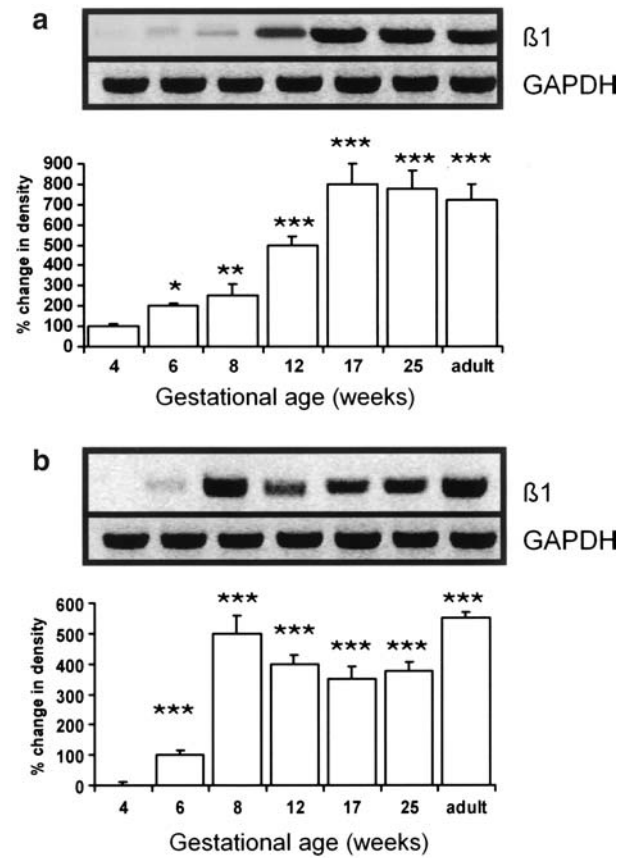 a
ß1
GAPDH
% change in density
900
800
700
600
500
400
300
200
100
0
* ** *** *** *** ***
4 6 8 12 17 25 adult
Gestational age (weeks)
b
ß1
GAPDH
% change in density
600
500
400
300
200
100
0
*** *** *** *** *** ***
4 6 8 12 17 25 adult
Gestational age (weeks)